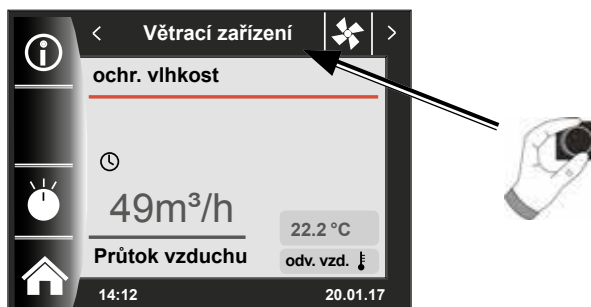 < Větrací zařízení >
ochr. vlhkost
49m³/h
22.2 °C
Průtok vzduchu
odv. vzd.
14:12
20.01.17